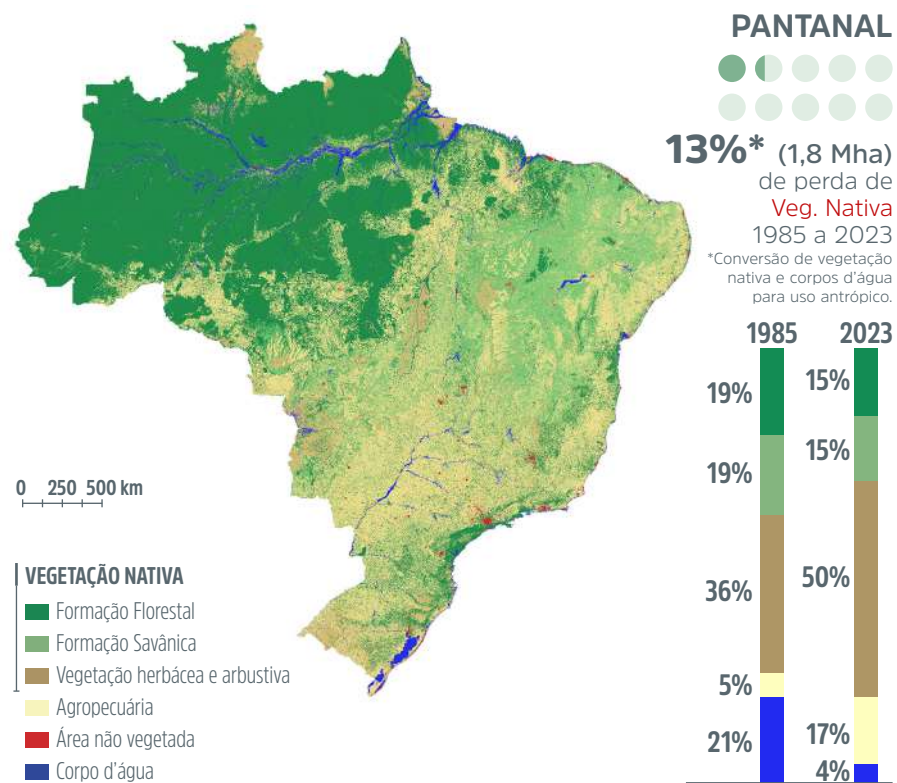 PANTANAL
13%* (1,8 Mha)
de perda de
Veg. Nativa
1985 a 2023
*Conversão de vegetação
nativa e corpos d'água
para uso antrópico.
1985 2023
19% 15%
19% 15%
36% 50%
5% 17%
21% 4%
0 250 500 km
VEGETAÇÃO NATIVA
Formação Florestal
Formação Savânica
Vegetação herbácea e arbustiva
Agropecuária
Área não vegetada
Corpo d'água